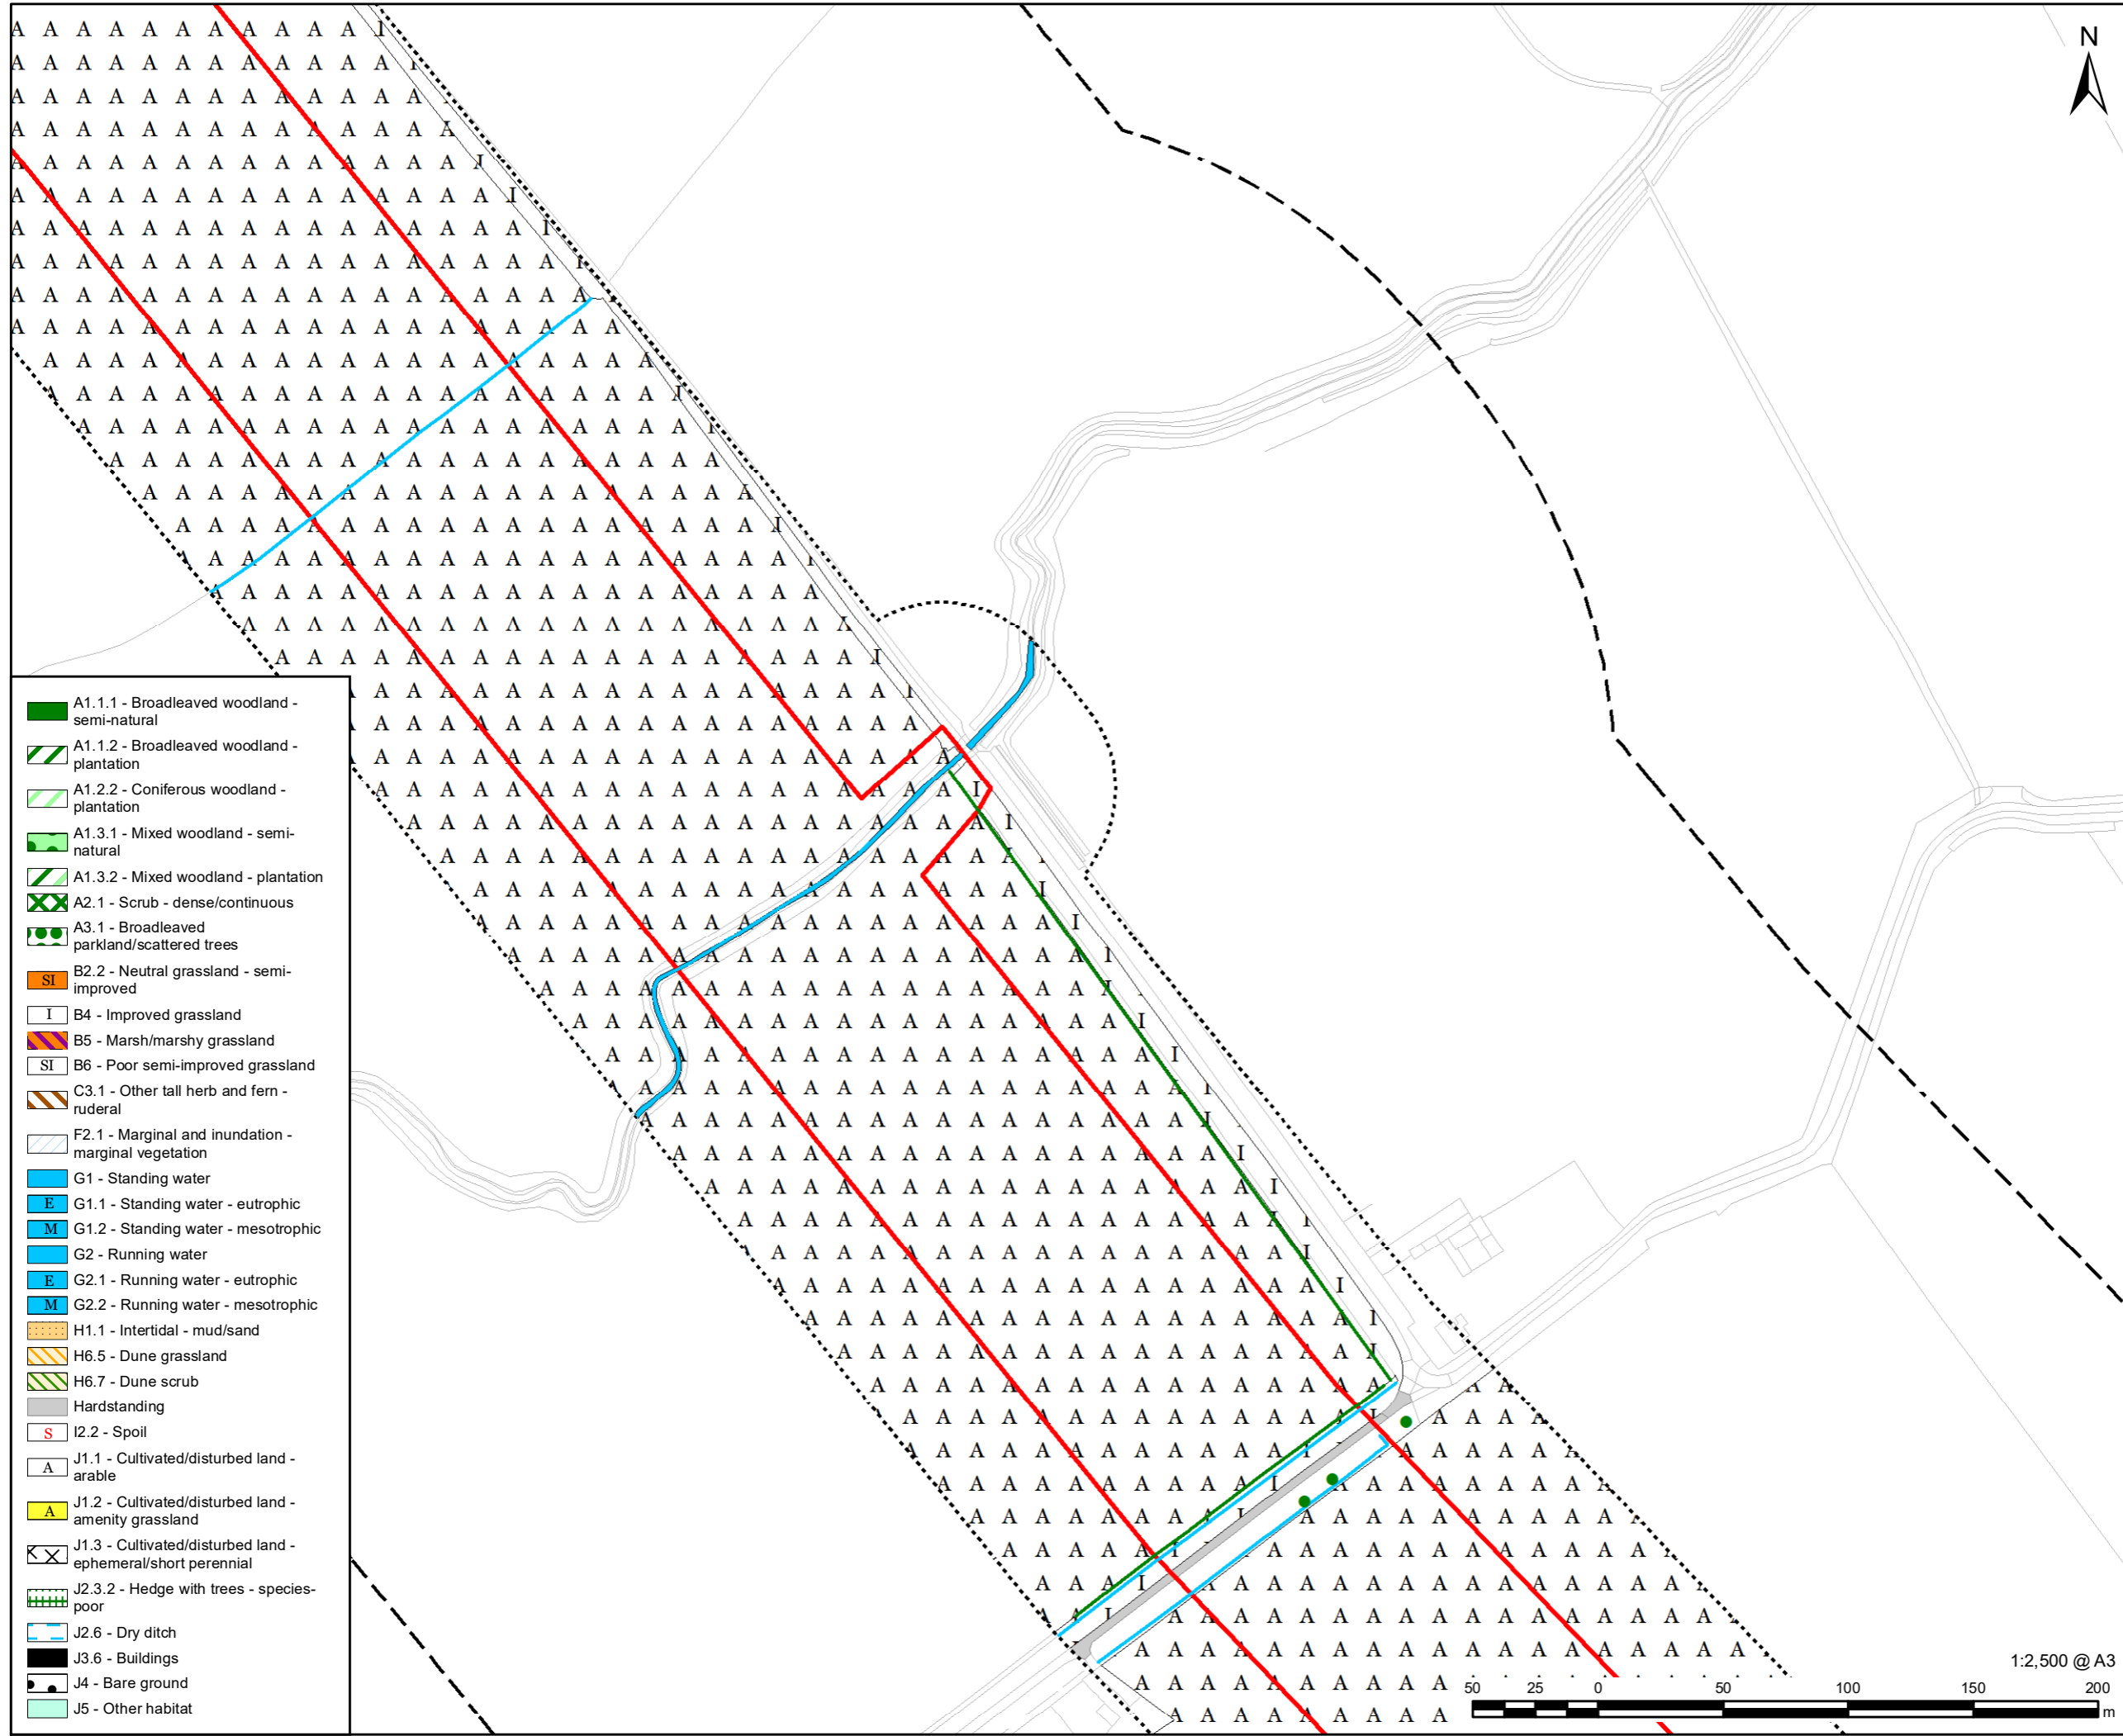 N
A1.1.1 - Broadleaved woodland -
semi-natural
A1.1.2 - Broadleaved woodland -
plantation
A1.2.2 - Coniferous woodland -
plantation
A1.3.1 - Mixed woodland - semi-
natural
A1.3.2 - Mixed woodland - plantation
A2.1 - Scrub - dense/continuous
A3.1 - Broadleaved
parkland/scattered trees
SI B2.2 - Neutral grassland - semi-
improved
I B4 - Improved grassland
B5 - Marsh/marshy grassland
SI B6 - Poor semi-improved grassland
C3.1 - Other tall herb and fern -
ruderal
F2.1 - Marginal and inundation -
marginal vegetation
G1 - Standing water
E G1.1 - Standing water - eutrophic
M G1.2 - Standing water - mesotrophic
G2 - Running water
E G2.1 - Running water - eutrophic
M G2.2 - Running water - mesotrophic
H1.1 - Intertidal - mud/sand
H6.5 - Dune grassland
H6.7 - Dune scrub
Hardstanding
S I2.2 - Spoil
A J1.1 - Cultivated/disturbed land -
arable
A J1.2 - Cultivated/disturbed land -
amenity grassland
J1.3 - Cultivated/disturbed land -
ephemeral/short perennial
J2.3.2 - Hedge with trees - species-
poor
J2.6 - Dry ditch
J3.6 - Buildings
J4 - Bare ground
J5 - Other habitat
1:2,500 @ A3
50 25 0 50 100 150 200
m